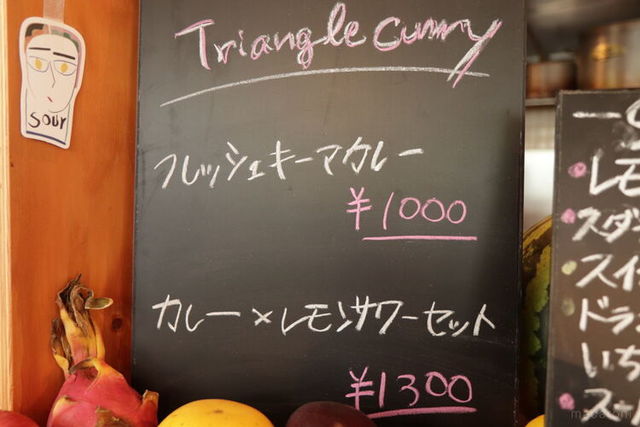 Triangle Curry
フレッシュキーマカレー
¥1000
カレー×レモンサワーセット
¥1300
sour
レモ
スダ
スイ
ドラ
いち